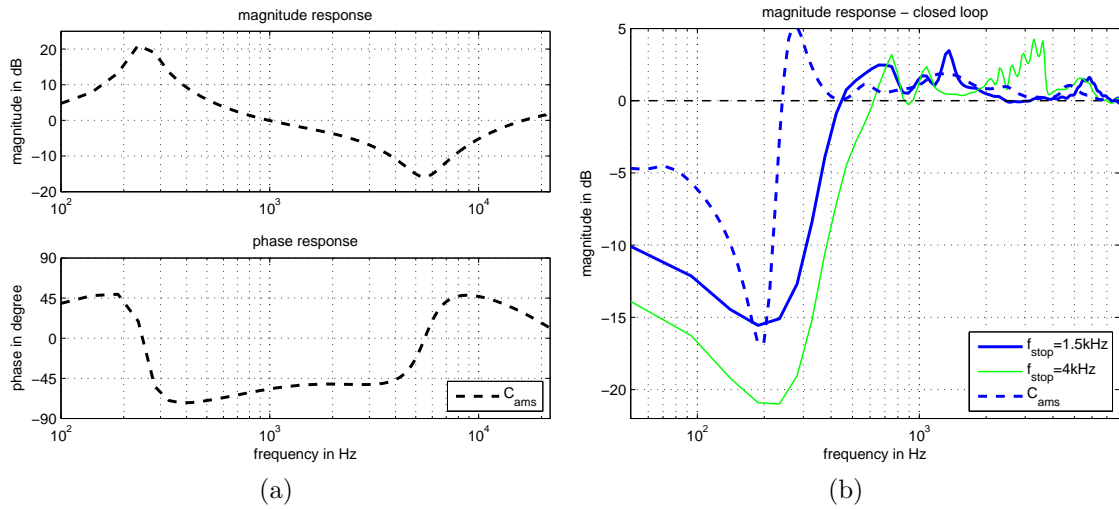 magnitude response
magnitude in dB
20
10
0
−10
−20
10^2
10^3
10^4
phase response
phase in degree
90
45
0
−45
−90
C_ams
10^2
10^3
10^4
frequency in Hz
(a)
magnitude response − closed loop
magnitude in dB
5
0
−5
−10
−15
−20
f_stop=1.5kHz
f_stop=4kHz
C_ams
10^2
10^3
frequency in Hz
(b)